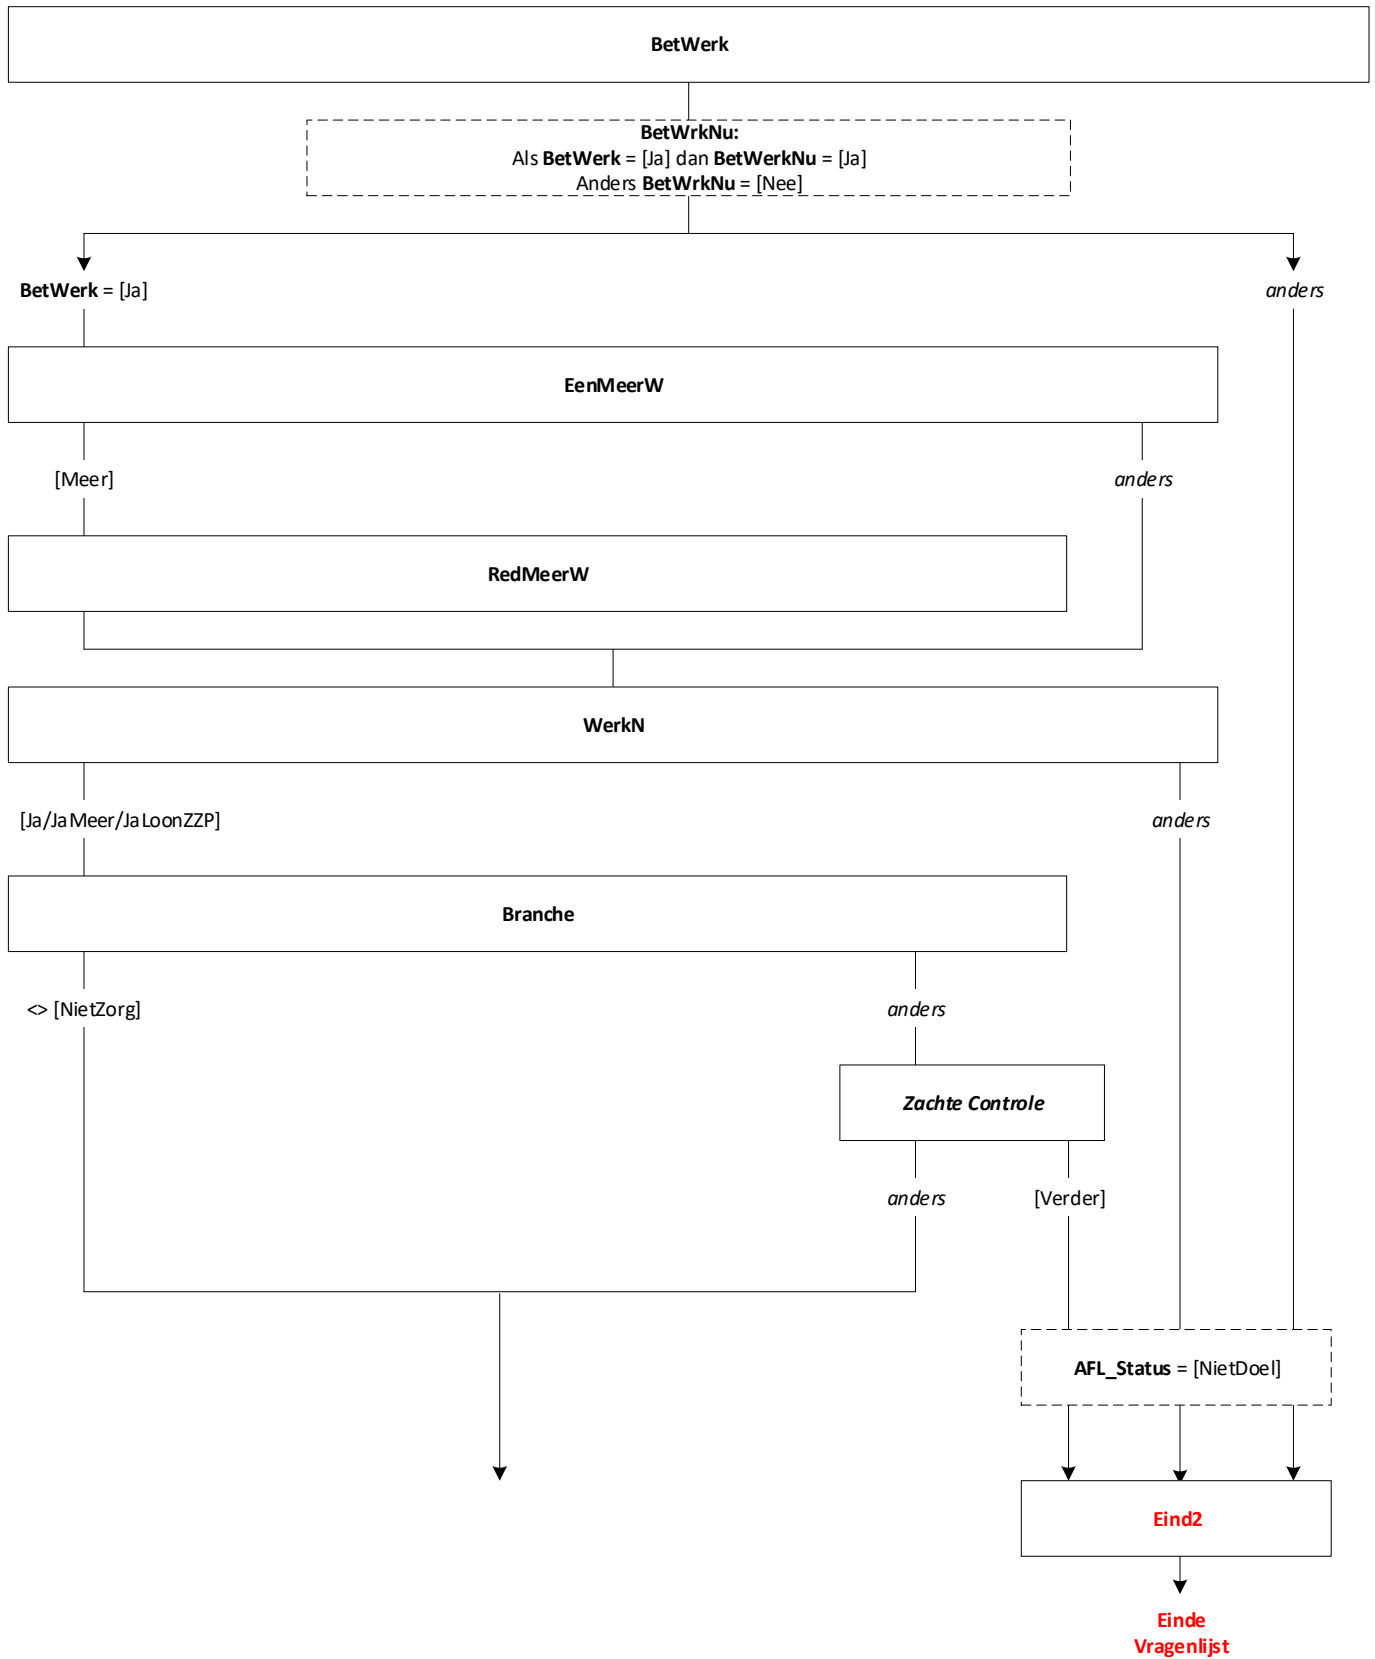 BetWerk
BetWrkNu:
Als BetWerk = [Ja] dan BetWerkNu = [Ja]
Anders BetWrkNu = [Nee]
BetWerk = [Ja]
anders
EenMeerW
[Meer]
anders
RedMeerW
WerkN
[Ja/JaMeer/JaLoonZZP]
anders
Branche
<> [NietZorg]
anders
Zachte Controle
anders
[Verder]
AFL_Status = [NietDoel]
Eind2
Einde
Vragenlijst